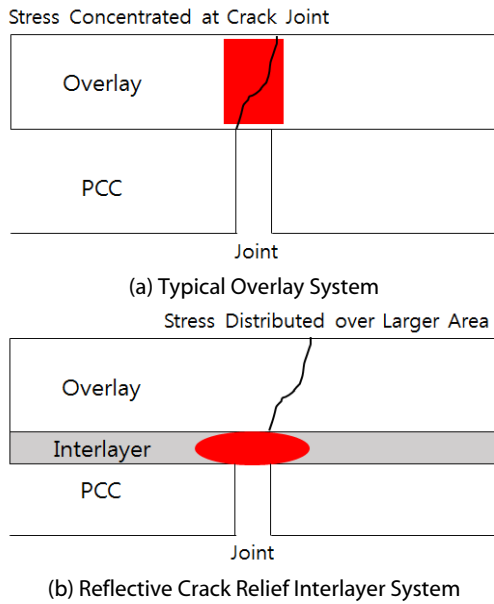 Stress Concentrated at Crack Joint
Overlay
PCC
Joint
(a) Typical Overlay System
Stress Distributed over Larger Area
Overlay
Interlayer
PCC
Joint
(b) Reflective Crack Relief Interlayer System